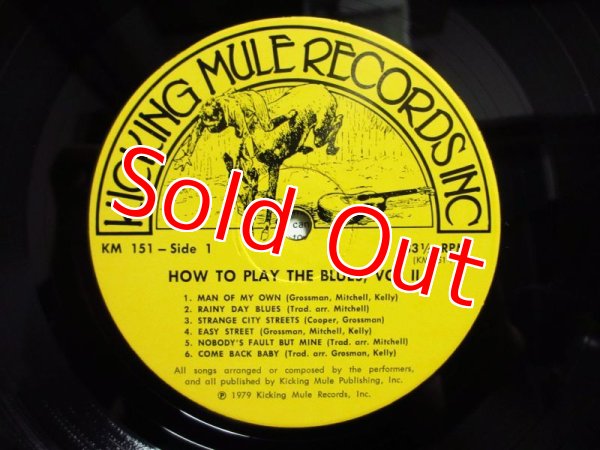 KICKING MULE RECORDS INC
KM 151 — Side 1
33⅓ RPM
HOW TO PLAY THE BLUES, VOL II
1. MAN OF MY OWN (Grossman, Mitchell, Kelly)
2. RAINY DAY BLUES (Trad. arr. Mitchell)
3. STRANGE CITY STREETS (Cooper, Grossman)
4. EASY STREET (Grossman, Mitchell, Kelly)
5. NOBODY'S FAULT BUT MINE (Trad. arr. Mitchell)
6. COME BACK BABY (Trad. arr. Grosman, Kelly)
All songs arranged or composed by the performers,
and all published by Kicking Mule Publishing, Inc.
℗ 1979 Kicking Mule Records, Inc.
Sold Out